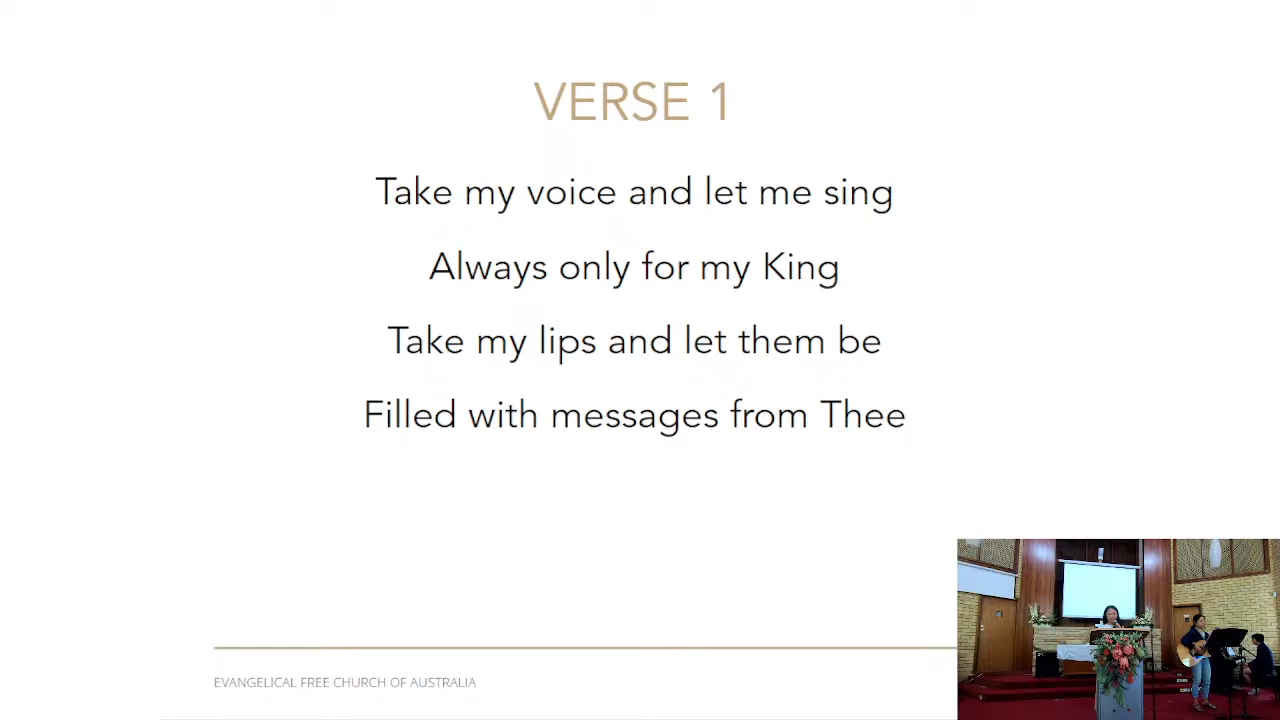 VERSE 1
Take my voice and let me sing
Always only for my King
Take my lips and let them be
Filled with messages from Thee
EVANGELICAL FREE CHURCH OF AUSTRALIA